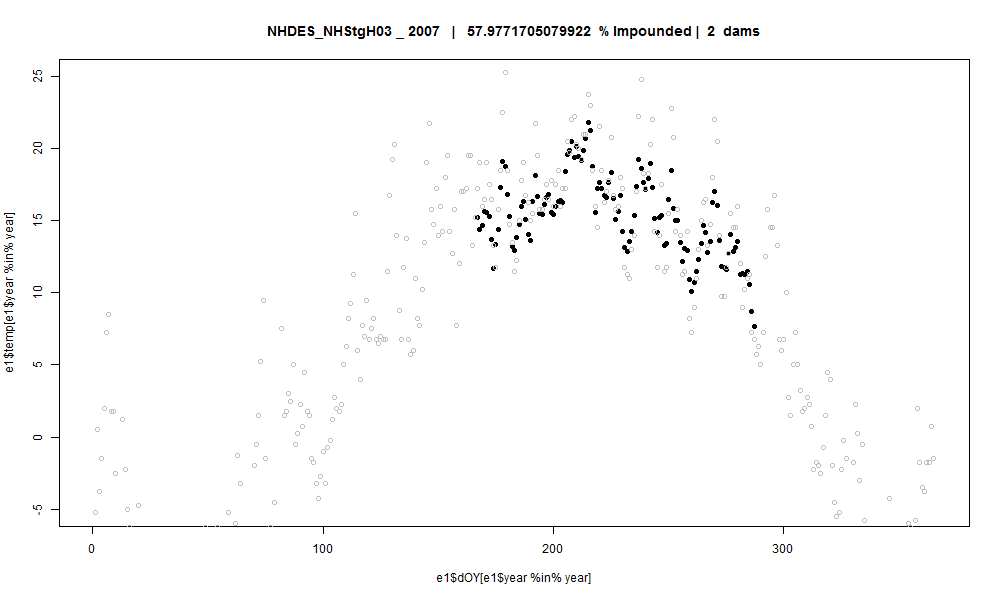 NHDES_NHStgH03 _ 2007 | 57.9771705079922 % Impounded | 2 dams
25
20
15
10
5
0
-5
e1$temp[e1$year %in% year]
0 100 200 300
e1$dOY[e1$year %in% year]